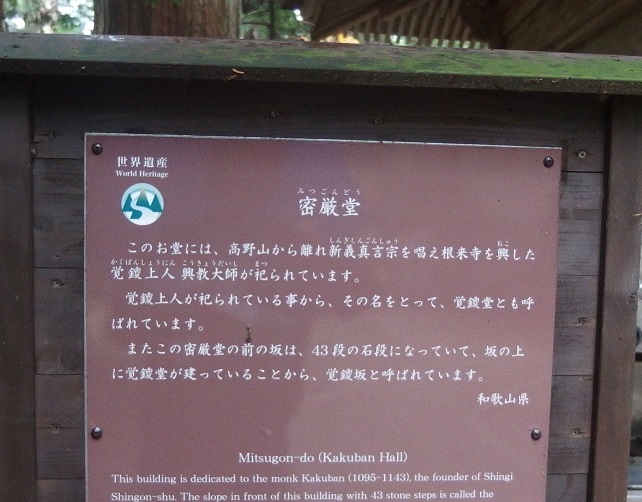 世界遺産
World Heritage
みつごんどう
密厳堂
しんぎしんごんしゅう おこ
このお堂には、高野山から離れ新義真言宗を唱え根来寺を興した
かくばんしょうにん こうきょうだいし まつ
覚鑁上人 興教大師が祀られています。
覚鑁上人が祀られている事から、その名をとって、覚鑁堂とも呼
ばれています。
またこの密厳堂の前の坂は、43段の石段になっていて、坂の上
に覚鑁堂が建っていることから、覚鑁坂と呼ばれています。
和歌山県
Mitsugon-do (Kakuban Hall)
This building is dedicated to the monk Kakuban (1095-1143), the founder of Shingi
Shingon-shu. The slope in front of this building with 43 stone steps is called the